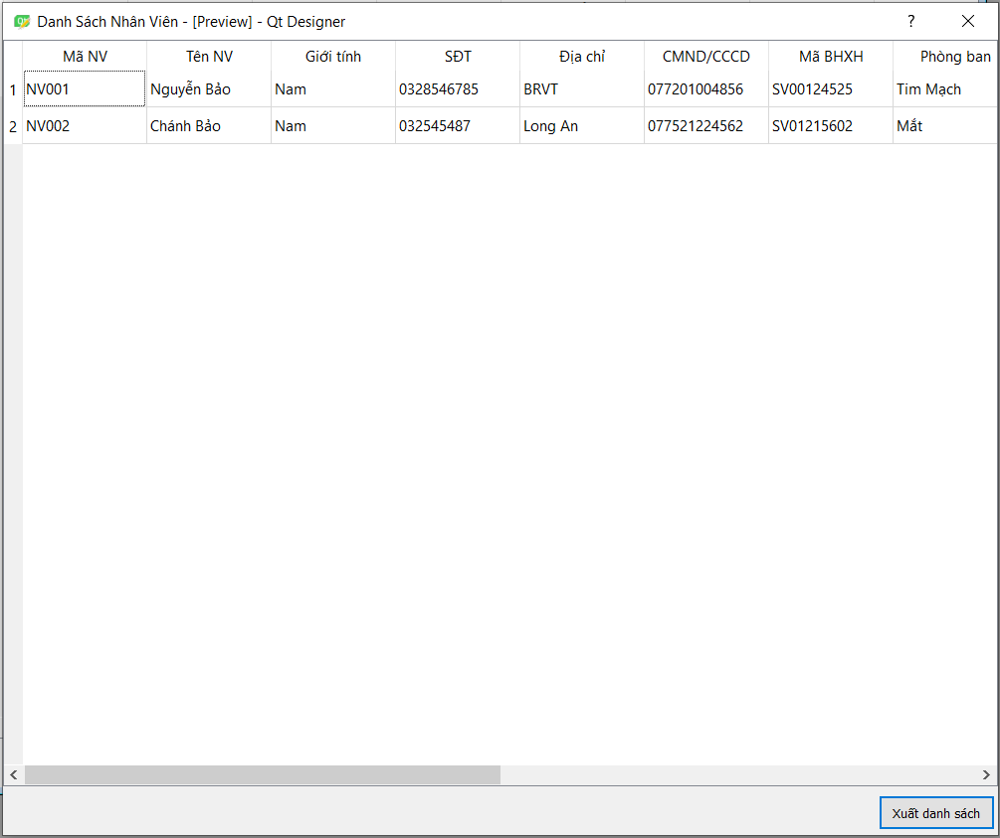 Danh Sách Nhân Viên - [Preview] - Qt Designer ?
Mã NV Tên NV Giới tính SĐT Địa chỉ CMND/CCCD Mã BHXH Phòng ban
1 NV001 Nguyễn Bảo Nam 0328546785 BRVT 077201004856 SV00124525 Tim Mạch
2 NV002 Chánh Bảo Nam 032545487 Long An 077521224562 SV01215602 Mắt
Xuất danh sách